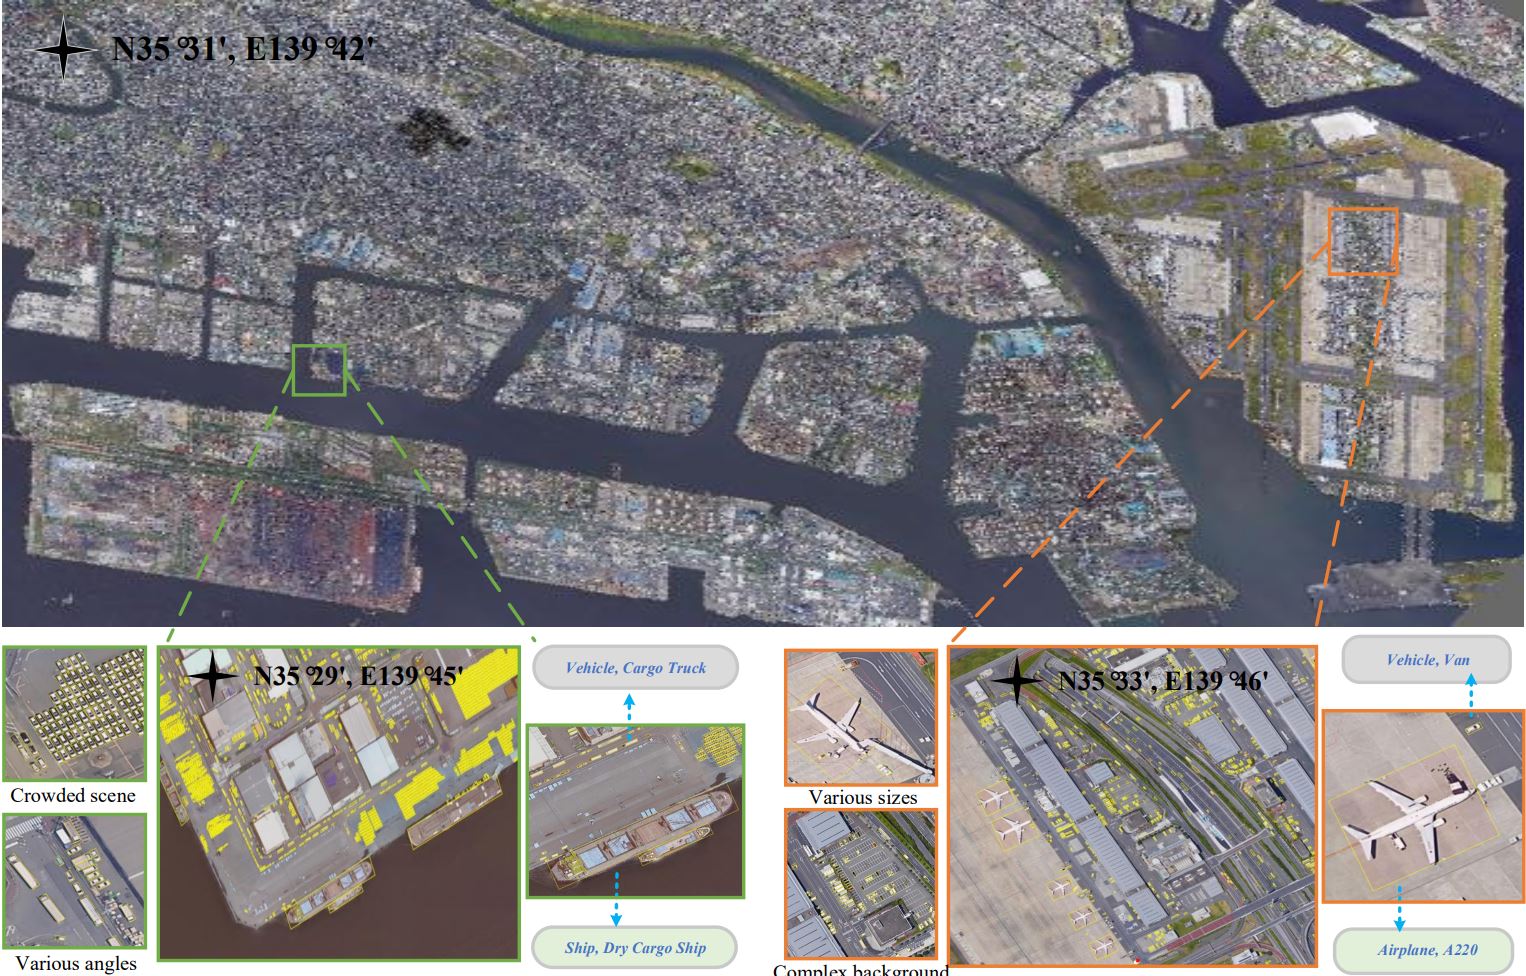 N35°31', E139°42'
N35°29', E139°45'
Vehicle, Cargo Truck
N35°33', E139°46'
Vehicle, Van
Crowded scene
Various sizes
Various angles
Ship, Dry Cargo Ship
Complex background
Airplane, A220